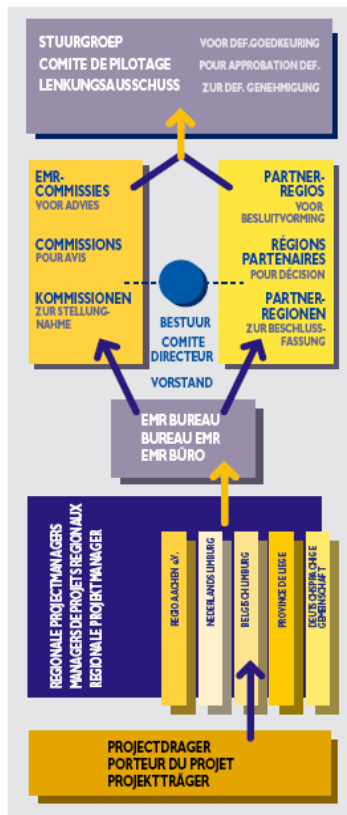 STUURGROEP VOOR DEF.GOEDKEURING
COMITE DE PILOTAGE POUR APPROBATION DEF.
LENKUNGSAUSSCHUSS ZUR DEF. GENEHMIGUNG
EMR-
COMMISSIES
VOOR ADVIES
COMMISSIONS
POUR AVIS
KOMMISSIONEN
ZUR STELLUNG-
NAHME
PARTNER-
REGIOS
VOOR
BESLUITVORMING
RÉGIONS
PARTENAIRES
POUR DÉCISION
PARTNER-
REGIONEN
ZUR BESCHLUSS-
FASSUNG
BESTUUR
COMITE
DIRECTEUR
VORSTAND
EMR BUREAU
BUREAU EMR
EMR BÜRO
REGIONALE PROJECTMANAGERS
MANAGERS DE PROJETS REGIONAUX
REGIONALE PROJEKTMANAGER
REGIO AACHEN e.V.
NEDERLANDS LIMBURG
BELGISCH LIMBURG
PROVINCE DE LIEGE
DEUTSCHSPRACHIGE
GEMEINSCHAFT
PROJECTDRAGER
PORTEUR DU PROJET
PROJEKTTRÄGER